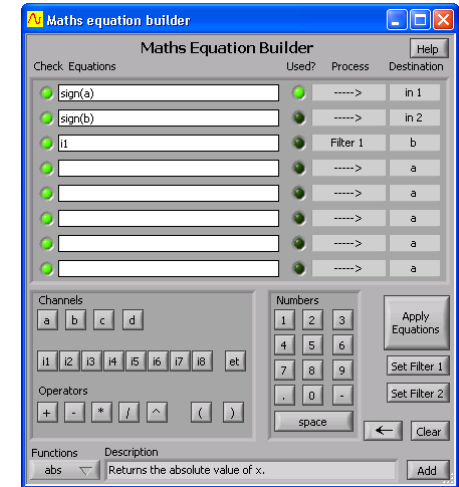 Maths equation builder
Maths Equation Builder Help
Check Equations Used? Process Destination
sign(a) -----> in 1
sign(b) -----> in 2
i1 Filter 1 b
-----> a
-----> a
-----> a
-----> a
-----> a
Channels Numbers
a b c d 1 2 3 Apply Equations
4 5 6
i1 i2 i3 i4 i5 i6 i7 i8 et 7 8 9 Set Filter 1
Operators . 0 - Set Filter 2
+ - * / ^ ( ) space ← Clear
Functions Description
abs Returns the absolute value of x. Add